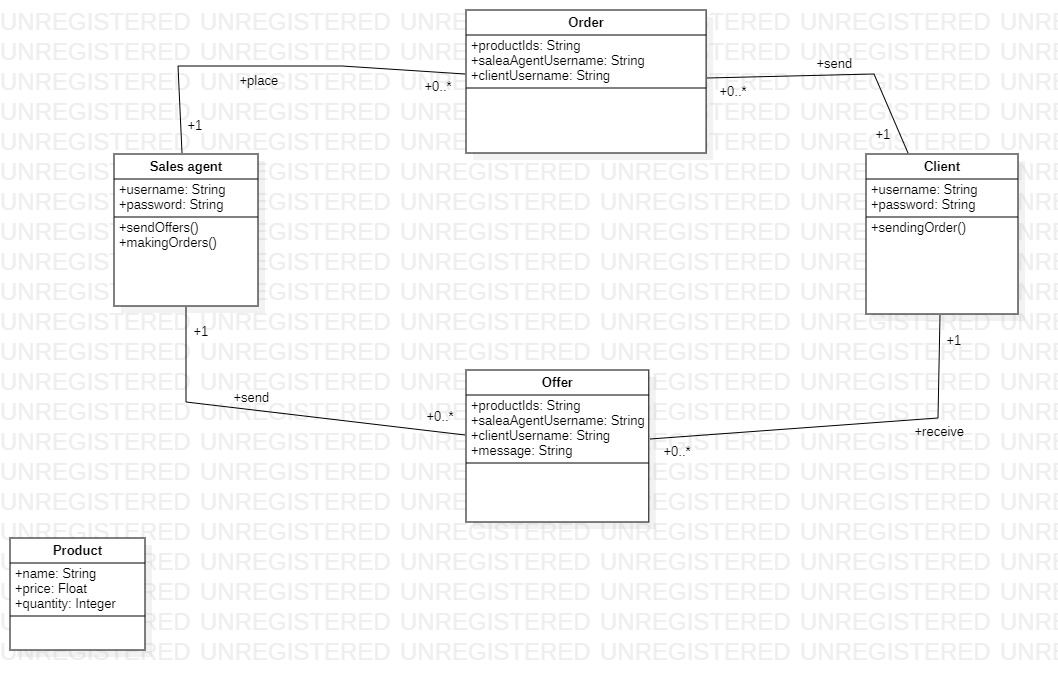 Order
+productIds: String
+saleaAgentUsername: String
+clientUsername: String
+place
+0..*
+1
+send
+0..*
+1
Sales agent
+username: String
+password: String
+sendOffers()
+makingOrders()
Client
+username: String
+password: String
+sendingOrder()
+1
+send
+0..*
Offer
+productIds: String
+saleaAgentUsername: String
+clientUsername: String
+message: String
+1
+receive
+0..*
Product
+name: String
+price: Float
+quantity: Integer
UNREGISTERED